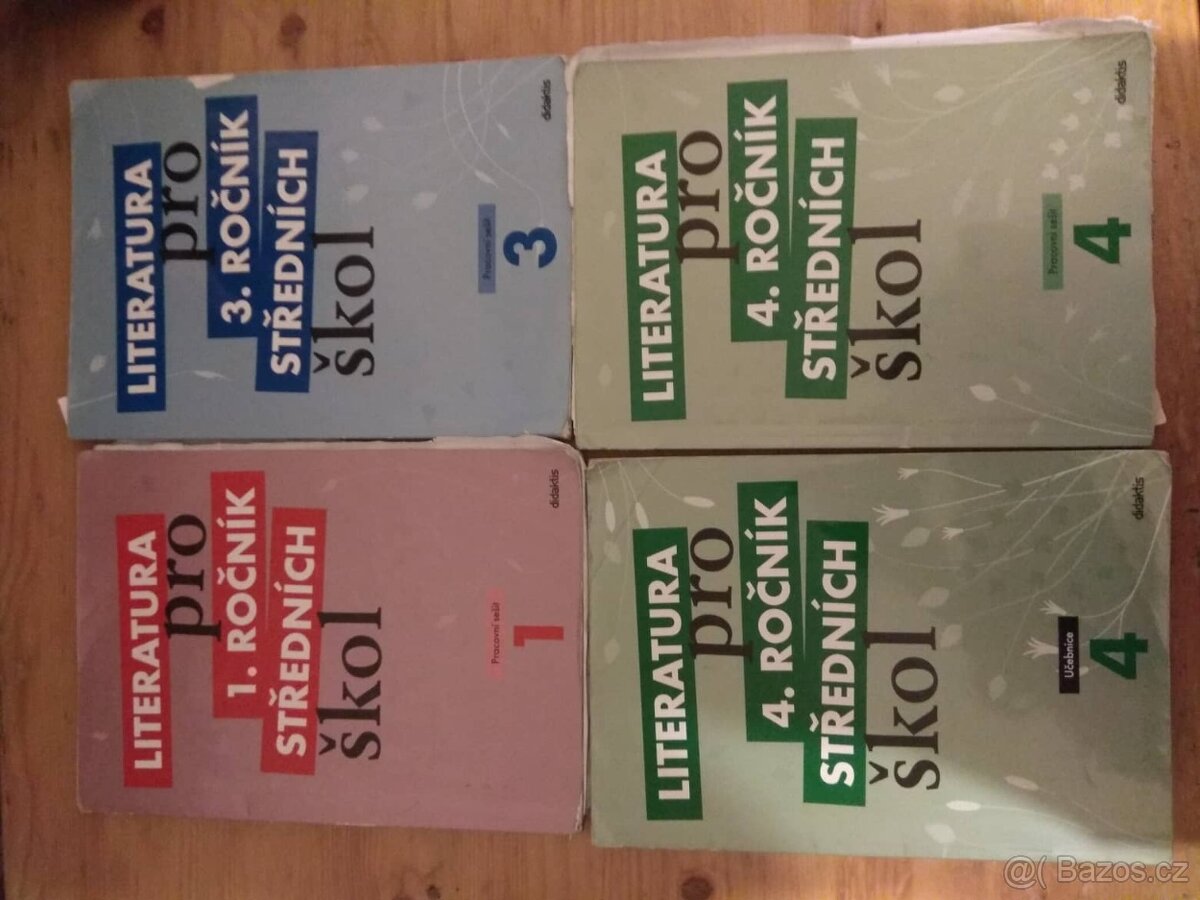 LITERATURA
pro
1. ROČNÍK
STŘEDNÍCH
škol
Pracovní sešit
1
didaktis
LITERATURA
pro
3. ROČNÍK
STŘEDNÍCH
škol
Pracovní sešit
3
didaktis
LITERATURA
pro
4. ROČNÍK
STŘEDNÍCH
škol
Učebnice
4
didaktis
LITERATURA
pro
4. ROČNÍK
STŘEDNÍCH
škol
Pracovní sešit
4
didaktis
@( Bazos.cz